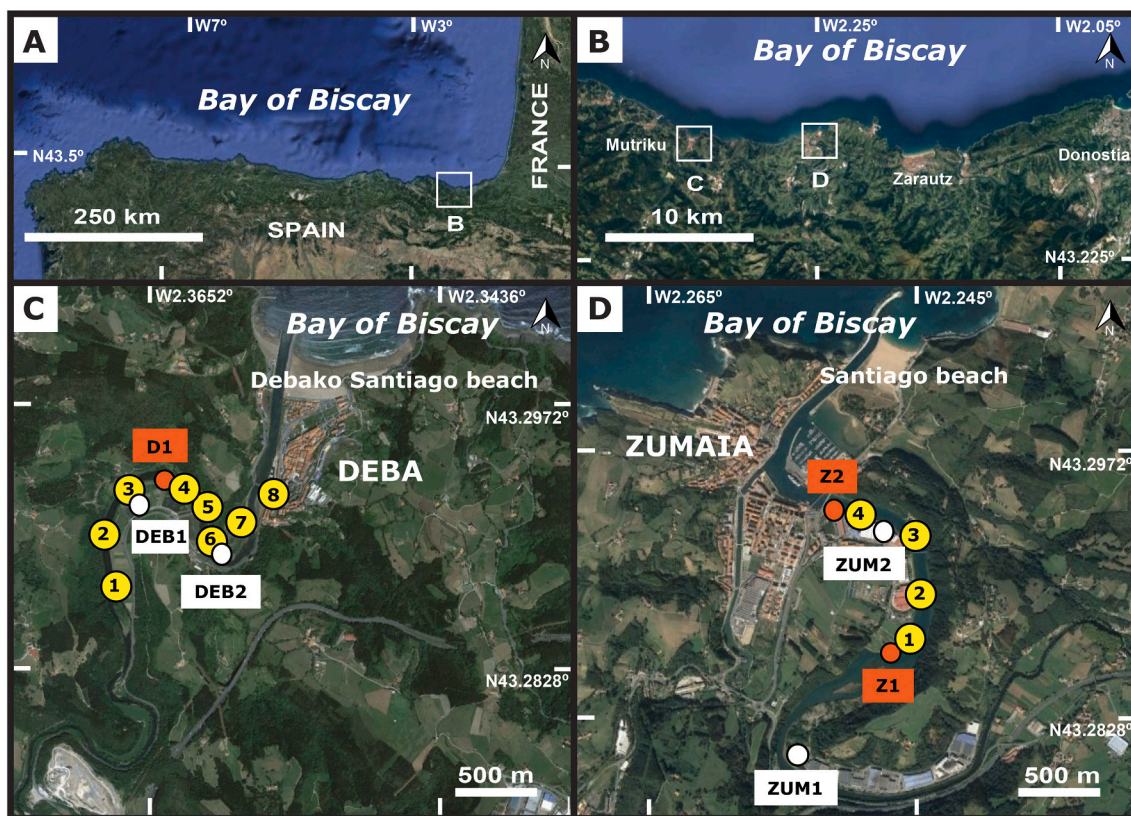 A
W7º
W3º
N
Bay of Biscay
N43.5º
FRANCE
250 km
SPAIN
B
B
W2.25º
W2.05º
N
Bay of Biscay
Mutriku
C
D
Zarautz
Donostia
10 km
N43.225º
C
W2.3652º
W2.3436º
N
Bay of Biscay
Debako Santiago beach
N43.2972º
D1
DEBA
3
4
5
8
2
DEB1
7
6
1
DEB2
N43.2828º
500 m
D
W2.265º
W2.245º
N
Bay of Biscay
Santiago beach
ZUMAIA
N43.2972º
Z2
4
3
ZUM2
2
1
Z1
N43.2828º
ZUM1
500 m